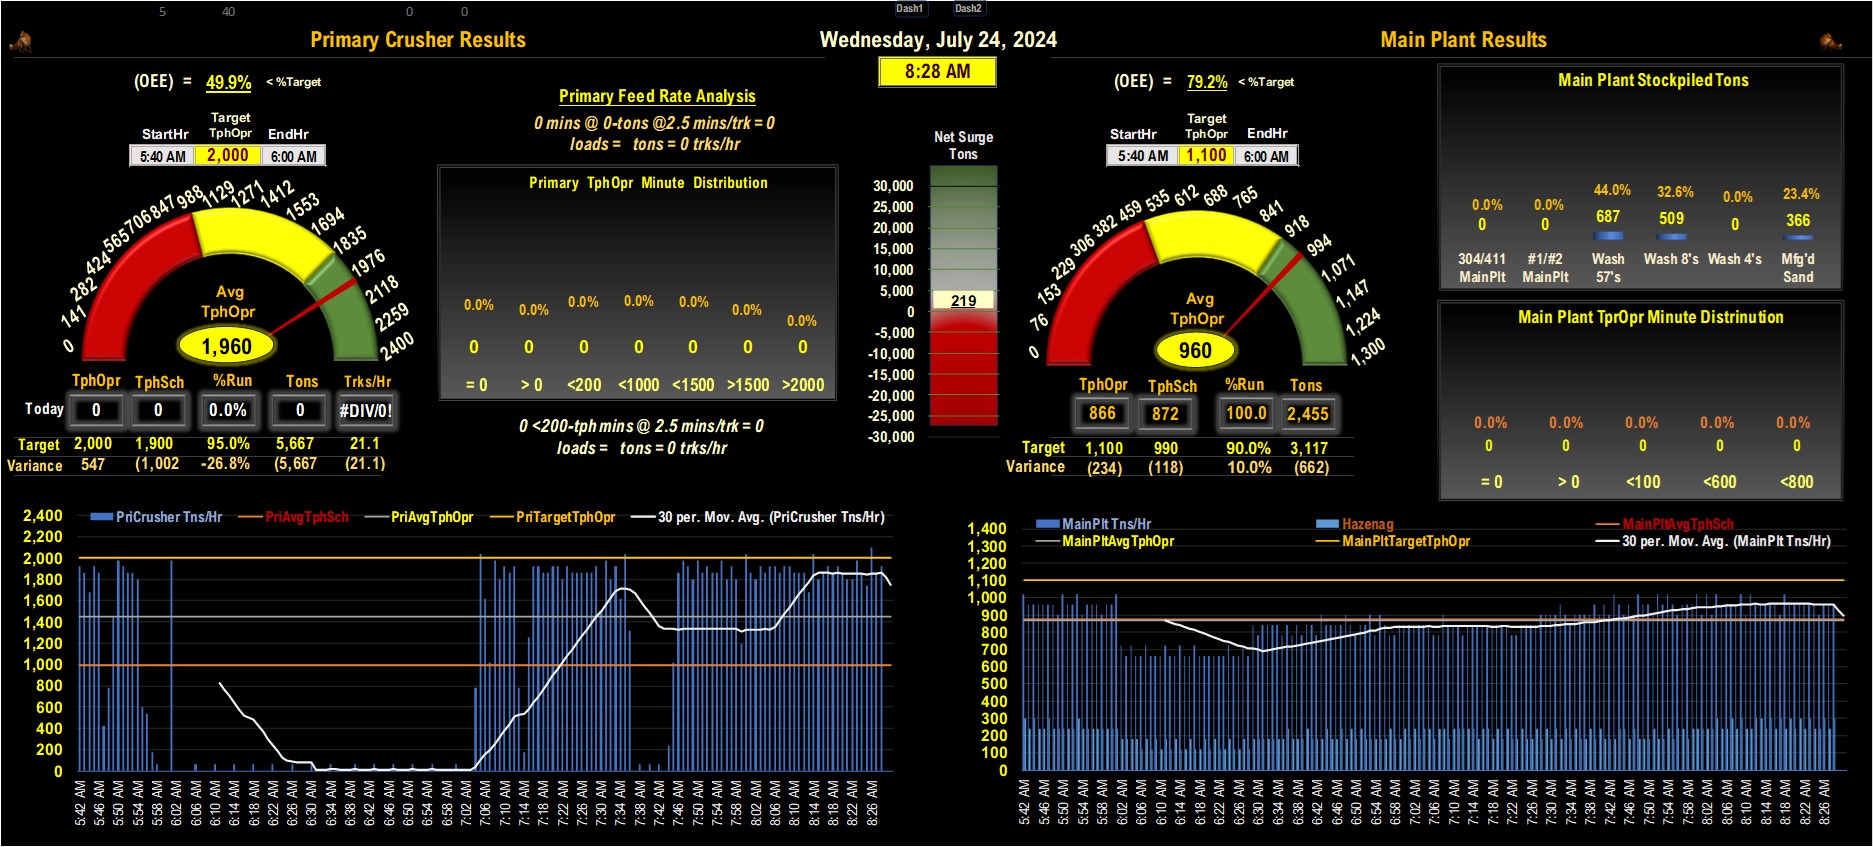 5 40 0 0 Dash1 Dash2
Primary Crusher Results
Wednesday, July 24, 2024
Main Plant Results
8:28 AM
(OEE) = 49.9% < %Target
Target
StartHr TphOpr EndHr
5:40 AM 2,000 6:00 AM
0 141 282 424 565 706 847 988 1129 1271 1412 1553 1694 1835 1976 2118 2259 2400
Avg
TphOpr
1,960
TphOpr TphSch %Run Tons Trks/Hr
Today 0 0 0.0% 0 #DIV/0!
Target 2,000 1,900 95.0% 5,667 21.1
Variance 547 (1,002 -26.8% (5,667 (21.1)
Primary Feed Rate Analysis
0 mins @ 0-tons @2.5 mins/trk = 0
loads = tons = 0 trks/hr
Primary TphOpr Minute Distribution
0.0% 0.0% 0.0% 0.0% 0.0% 0.0% 0.0%
0 0 0 0 0 0 0
= 0 > 0 <200 <1000 <1500 >1500 >2000
0 <200-tph mins @ 2.5 mins/trk = 0
loads = tons = 0 trks/hr
Net Surge
Tons
30,000
25,000
20,000
15,000
10,000
5,000
219
0
-5,000
-10,000
-15,000
-20,000
-25,000
-30,000
(OEE) = 79.2% < %Target
Target
StartHr TphOpr EndHr
5:40 AM 1,100 6:00 AM
0 76 153 229 306 382 459 535 612 688 765 841 918 994 1,071 1,147 1,224 1,300
Avg
TphOpr
960
TphOpr TphSch %Run Tons
866 872 100.0 2,455
Target 1,100 990 90.0% 3,117
Variance (234) (118) 10.0% (662)
Main Plant Stockpiled Tons
0.0% 0.0% 44.0% 32.6% 0.0% 23.4%
0 0 687 509 0 366
304/411 #1/#2 Wash Wash 8's Wash 4's Mfg'd
MainPlt MainPlt 57's Sand
Main Plant TprOpr Minute Distrinution
0.0% 0.0% 0.0% 0.0% 0.0%
0 0 0 0 0
= 0 > 0 <100 <600 <800
PriCrusher Tns/Hr PriAvgTphSch PriAvgTphOpr PriTargetTphOpr 30 per. Mov. Avg. (PriCrusher Tns/Hr)
2,400
2,200
2,000
1,800
1,600
1,400
1,200
1,000
800
600
400
200
0
5:42 AM 5:46 AM 5:50 AM 5:54 AM 5:58 AM 6:02 AM 6:06 AM 6:10 AM 6:14 AM 6:18 AM 6:22 AM 6:26 AM 6:30 AM 6:34 AM 6:38 AM 6:42 AM 6:46 AM 6:50 AM 6:54 AM 6:58 AM 7:02 AM 7:06 AM 7:10 AM 7:14 AM 7:18 AM 7:22 AM 7:26 AM 7:30 AM 7:34 AM 7:38 AM 7:42 AM 7:46 AM 7:50 AM 7:54 AM 7:58 AM 8:02 AM 8:06 AM 8:10 AM 8:14 AM 8:18 AM 8:22 AM 8:26 AM
MainPlt Tns/Hr Hazenag MainPltAvgTphSch
MainPltAvgTphOpr MainPltTargetTphOpr 30 per. Mov. Avg. (MainPlt Tns/Hr)
1,400
1,300
1,200
1,100
1,000
900
800
700
600
500
400
300
200
100
0
5:42 AM 5:46 AM 5:50 AM 5:54 AM 5:58 AM 6:02 AM 6:06 AM 6:10 AM 6:14 AM 6:18 AM 6:22 AM 6:26 AM 6:30 AM 6:34 AM 6:38 AM 6:42 AM 6:46 AM 6:50 AM 6:54 AM 6:58 AM 7:02 AM 7:06 AM 7:10 AM 7:14 AM 7:18 AM 7:22 AM 7:26 AM 7:30 AM 7:34 AM 7:38 AM 7:42 AM 7:46 AM 7:50 AM 7:54 AM 7:58 AM 8:02 AM 8:06 AM 8:10 AM 8:14 AM 8:18 AM 8:22 AM 8:26 AM